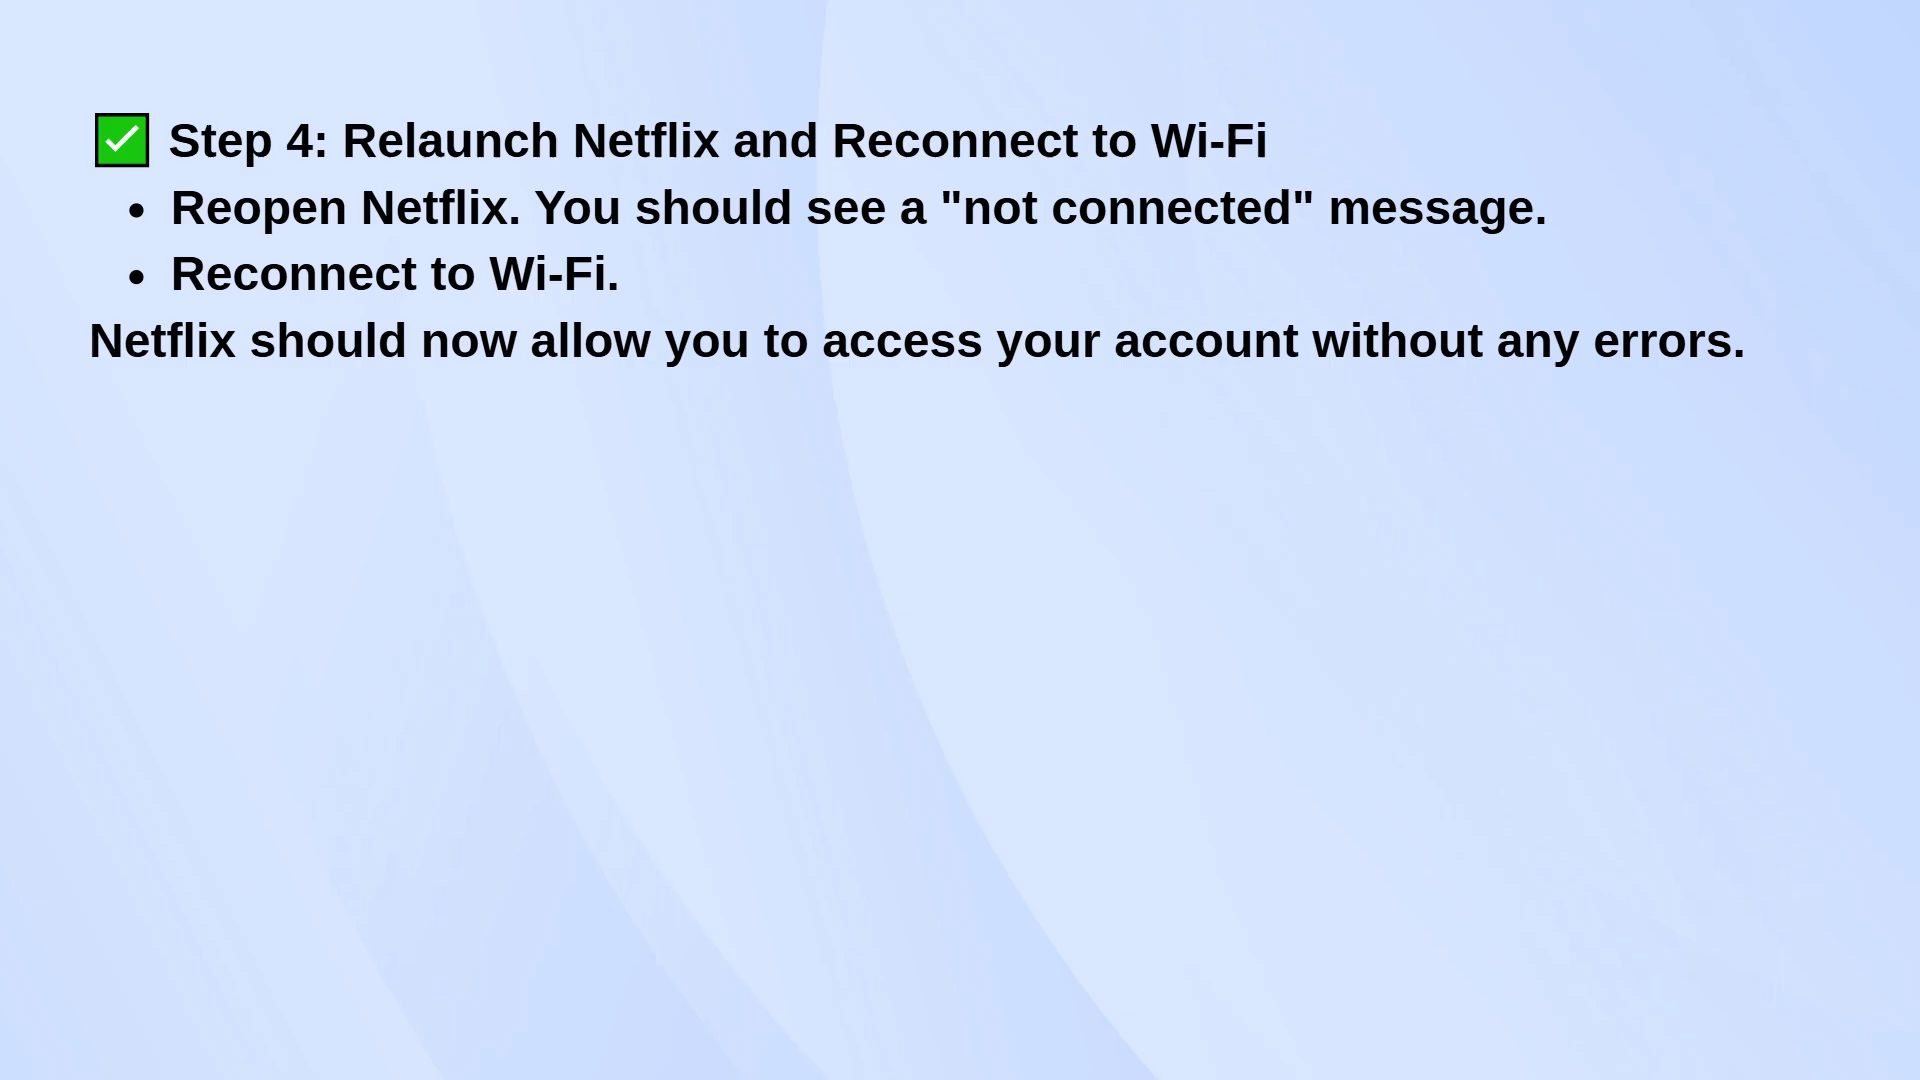 ✅ Step 4: Relaunch Netflix and Reconnect to Wi-Fi
• Reopen Netflix. You should see a "not connected" message.
• Reconnect to Wi-Fi.
Netflix should now allow you to access your account without any errors.